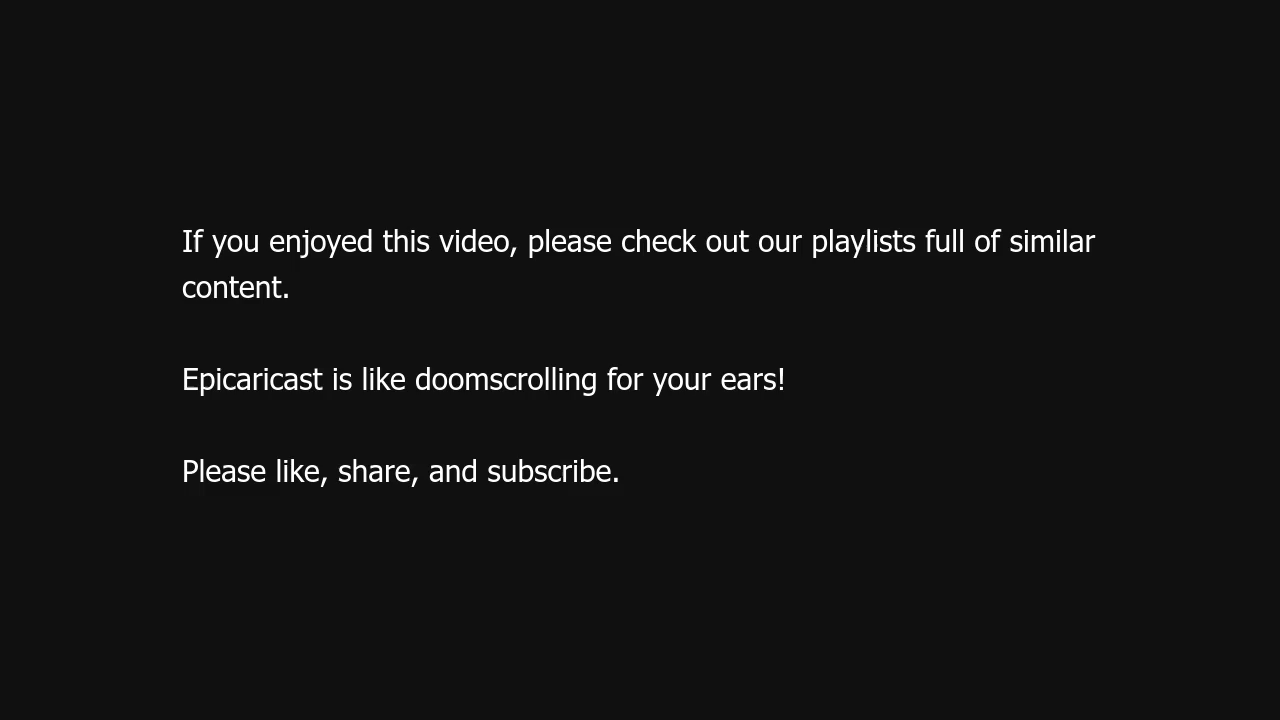 If you enjoyed this video, please check out our playlists full of similar
content.
Epicaricast is like doomscrolling for your ears!
Please like, share, and subscribe.